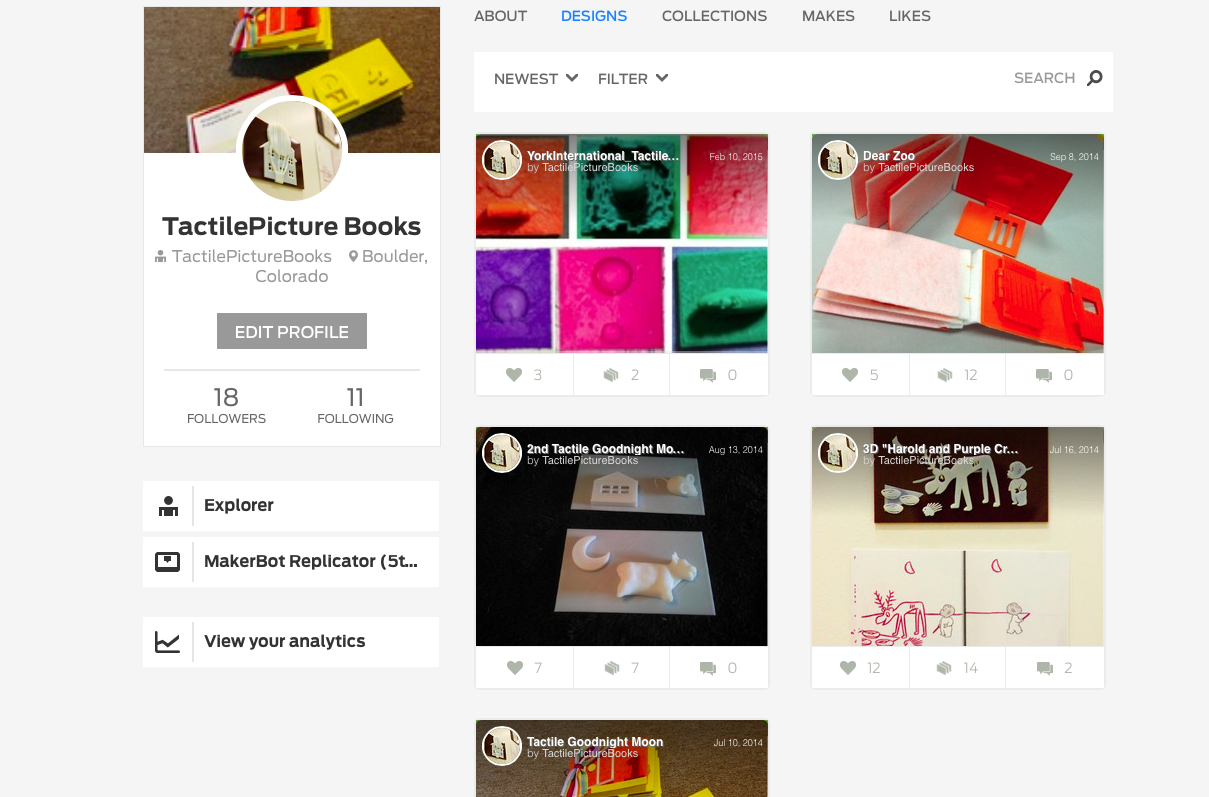 ABOUT DESIGNS COLLECTIONS MAKES LIKES
NEWEST FILTER SEARCH
TactilePicture Books
TactilePictureBooks Boulder,
Colorado
EDIT PROFILE
18 11
FOLLOWERS FOLLOWING
Explorer
MakerBot Replicator (5t...
View your analytics
YorkInternational_Tactile... Feb 10, 2015
by TactilePictureBooks
3 2 0
Dear Zoo Sep 8, 2014
by TactilePictureBooks
5 12 0
2nd Tactile Goodnight Mo... Aug 13, 2014
by TactilePictureBooks
7 7 0
3D "Harold and Purple Cr... Jul 16, 2014
by TactilePictureBooks
12 14 2
Tactile Goodnight Moon Jul 10, 2014
by TactilePictureBooks